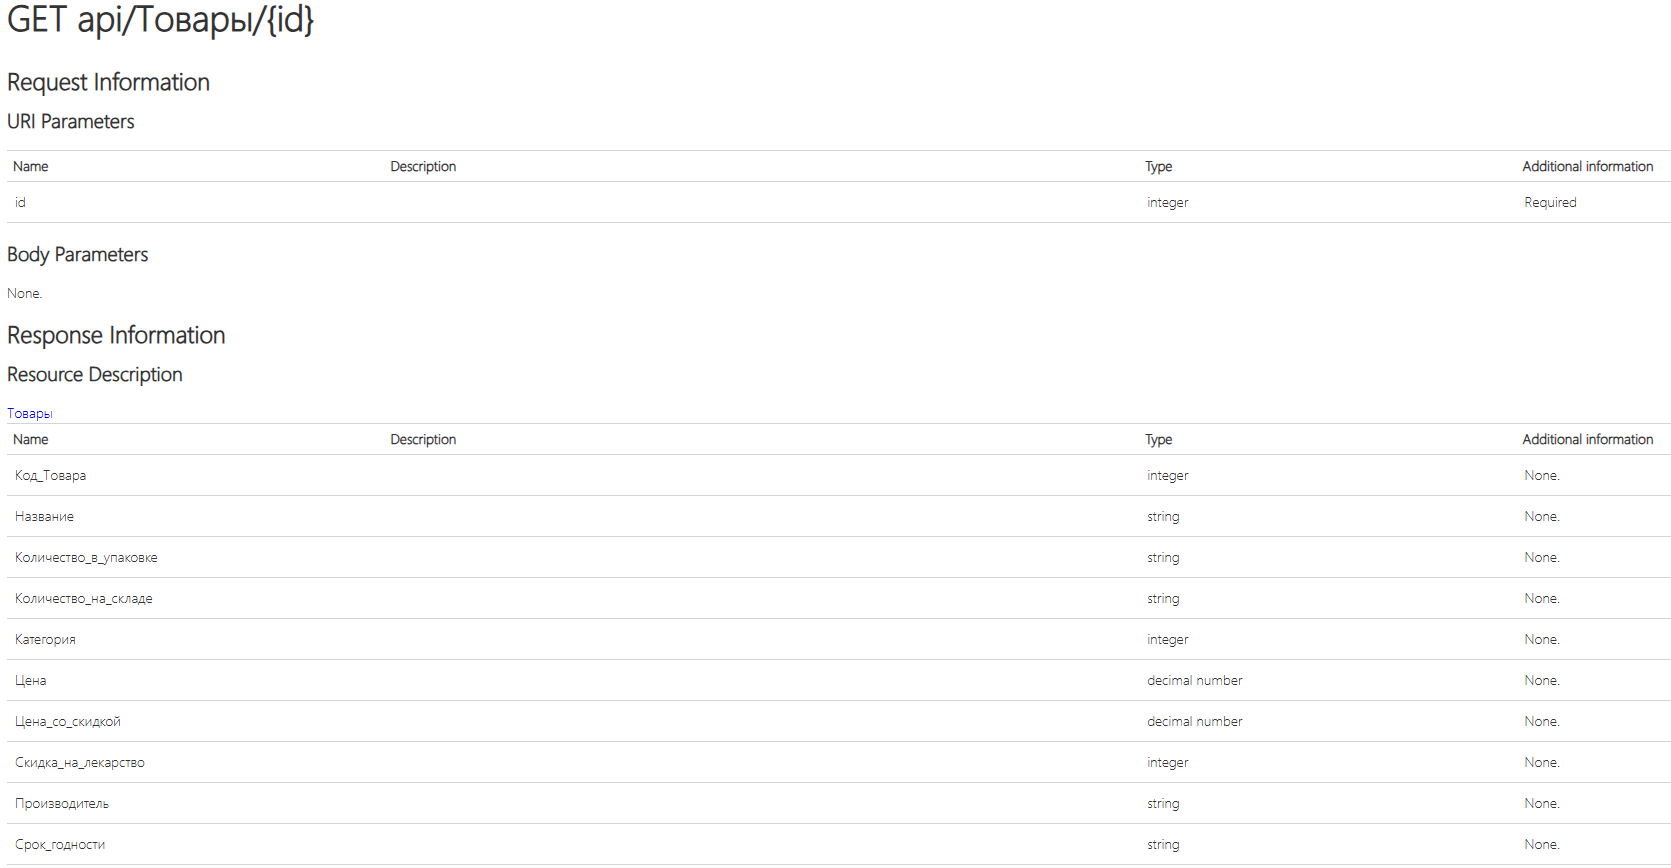 GET api/Товары/{id}
Request Information
URI Parameters
Name Description Type Additional information
id integer Required
Body Parameters
None.
Response Information
Resource Description
Товары
Name Description Type Additional information
Код_Товара integer None.
Название string None.
Количество_в_упаковке string None.
Количество_на_складе string None.
Категория integer None.
Цена decimal number None.
Цена_со_скидкой decimal number None.
Скидка_на_лекарство integer None.
Производитель string None.
Срок_годности string None.